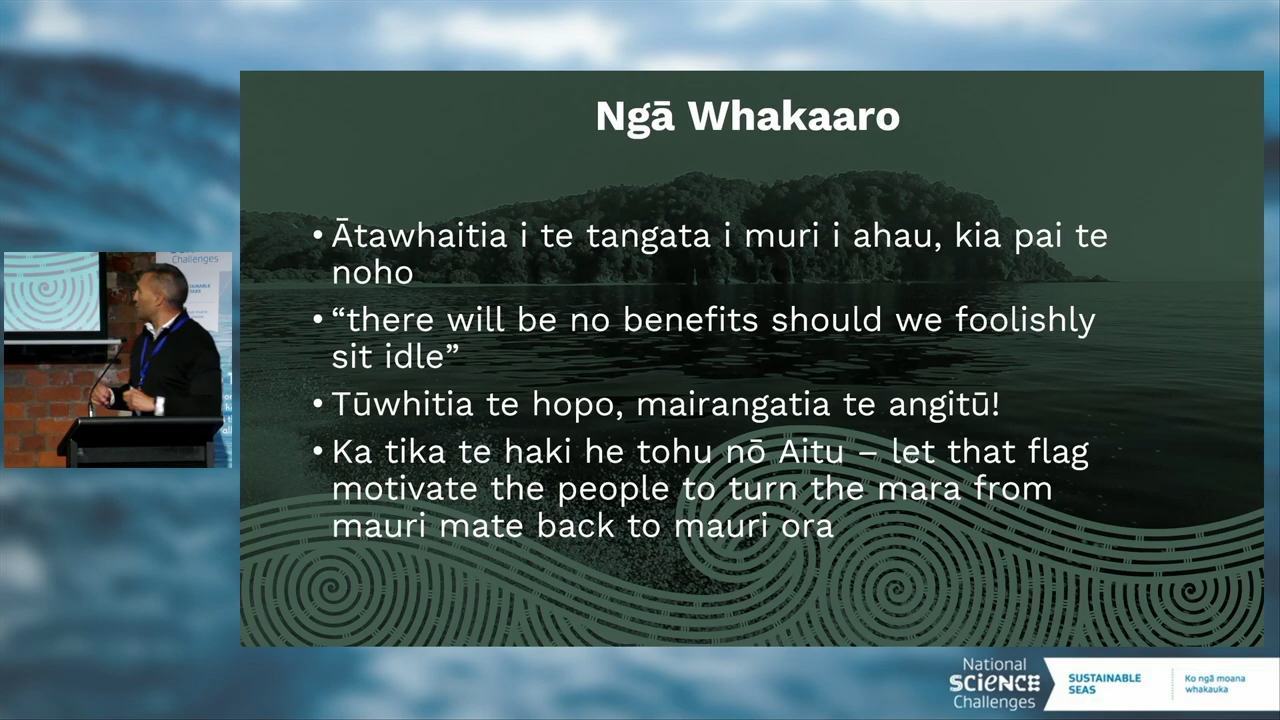 Ngā Whakaaro
• Ātawhaitia i te tangata i muri i ahau, kia pai te
noho
• “there will be no benefits should we foolishly
sit idle”
• Tūwhitia te hopo, mairangatia te angitū!
• Ka tika te haki he tohu nō Aitu – let that flag
motivate the people to turn the mara from
mauri mate back to mauri ora
Challenges
SEAS
National
SCIENCE
Challenges
SUSTAINABLE
SEAS
Ko ngā moana
whakauka